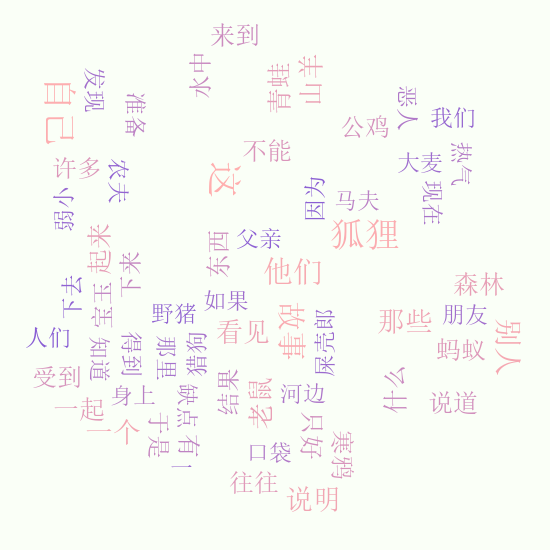 来到
水中
青蛙
山羊
发现
自己
准备
恶人
我们
公鸡
不能
热气
大麦
许多
农夫
这
现在
弱小
因为
马夫
狐狸
父亲
东西
起来
下来
他们
森林
宝玉
下去
如果
野猪
看见
故事
屎壳郎
那些
朋友
别人
人们
知道
得到
那里
猎狗
蚂蚁
受到
身上
缺点
结果
老鼠
河边
什么
说道
一起
一个
于是
有一
口袋
只好
寒鸦
往往
说明